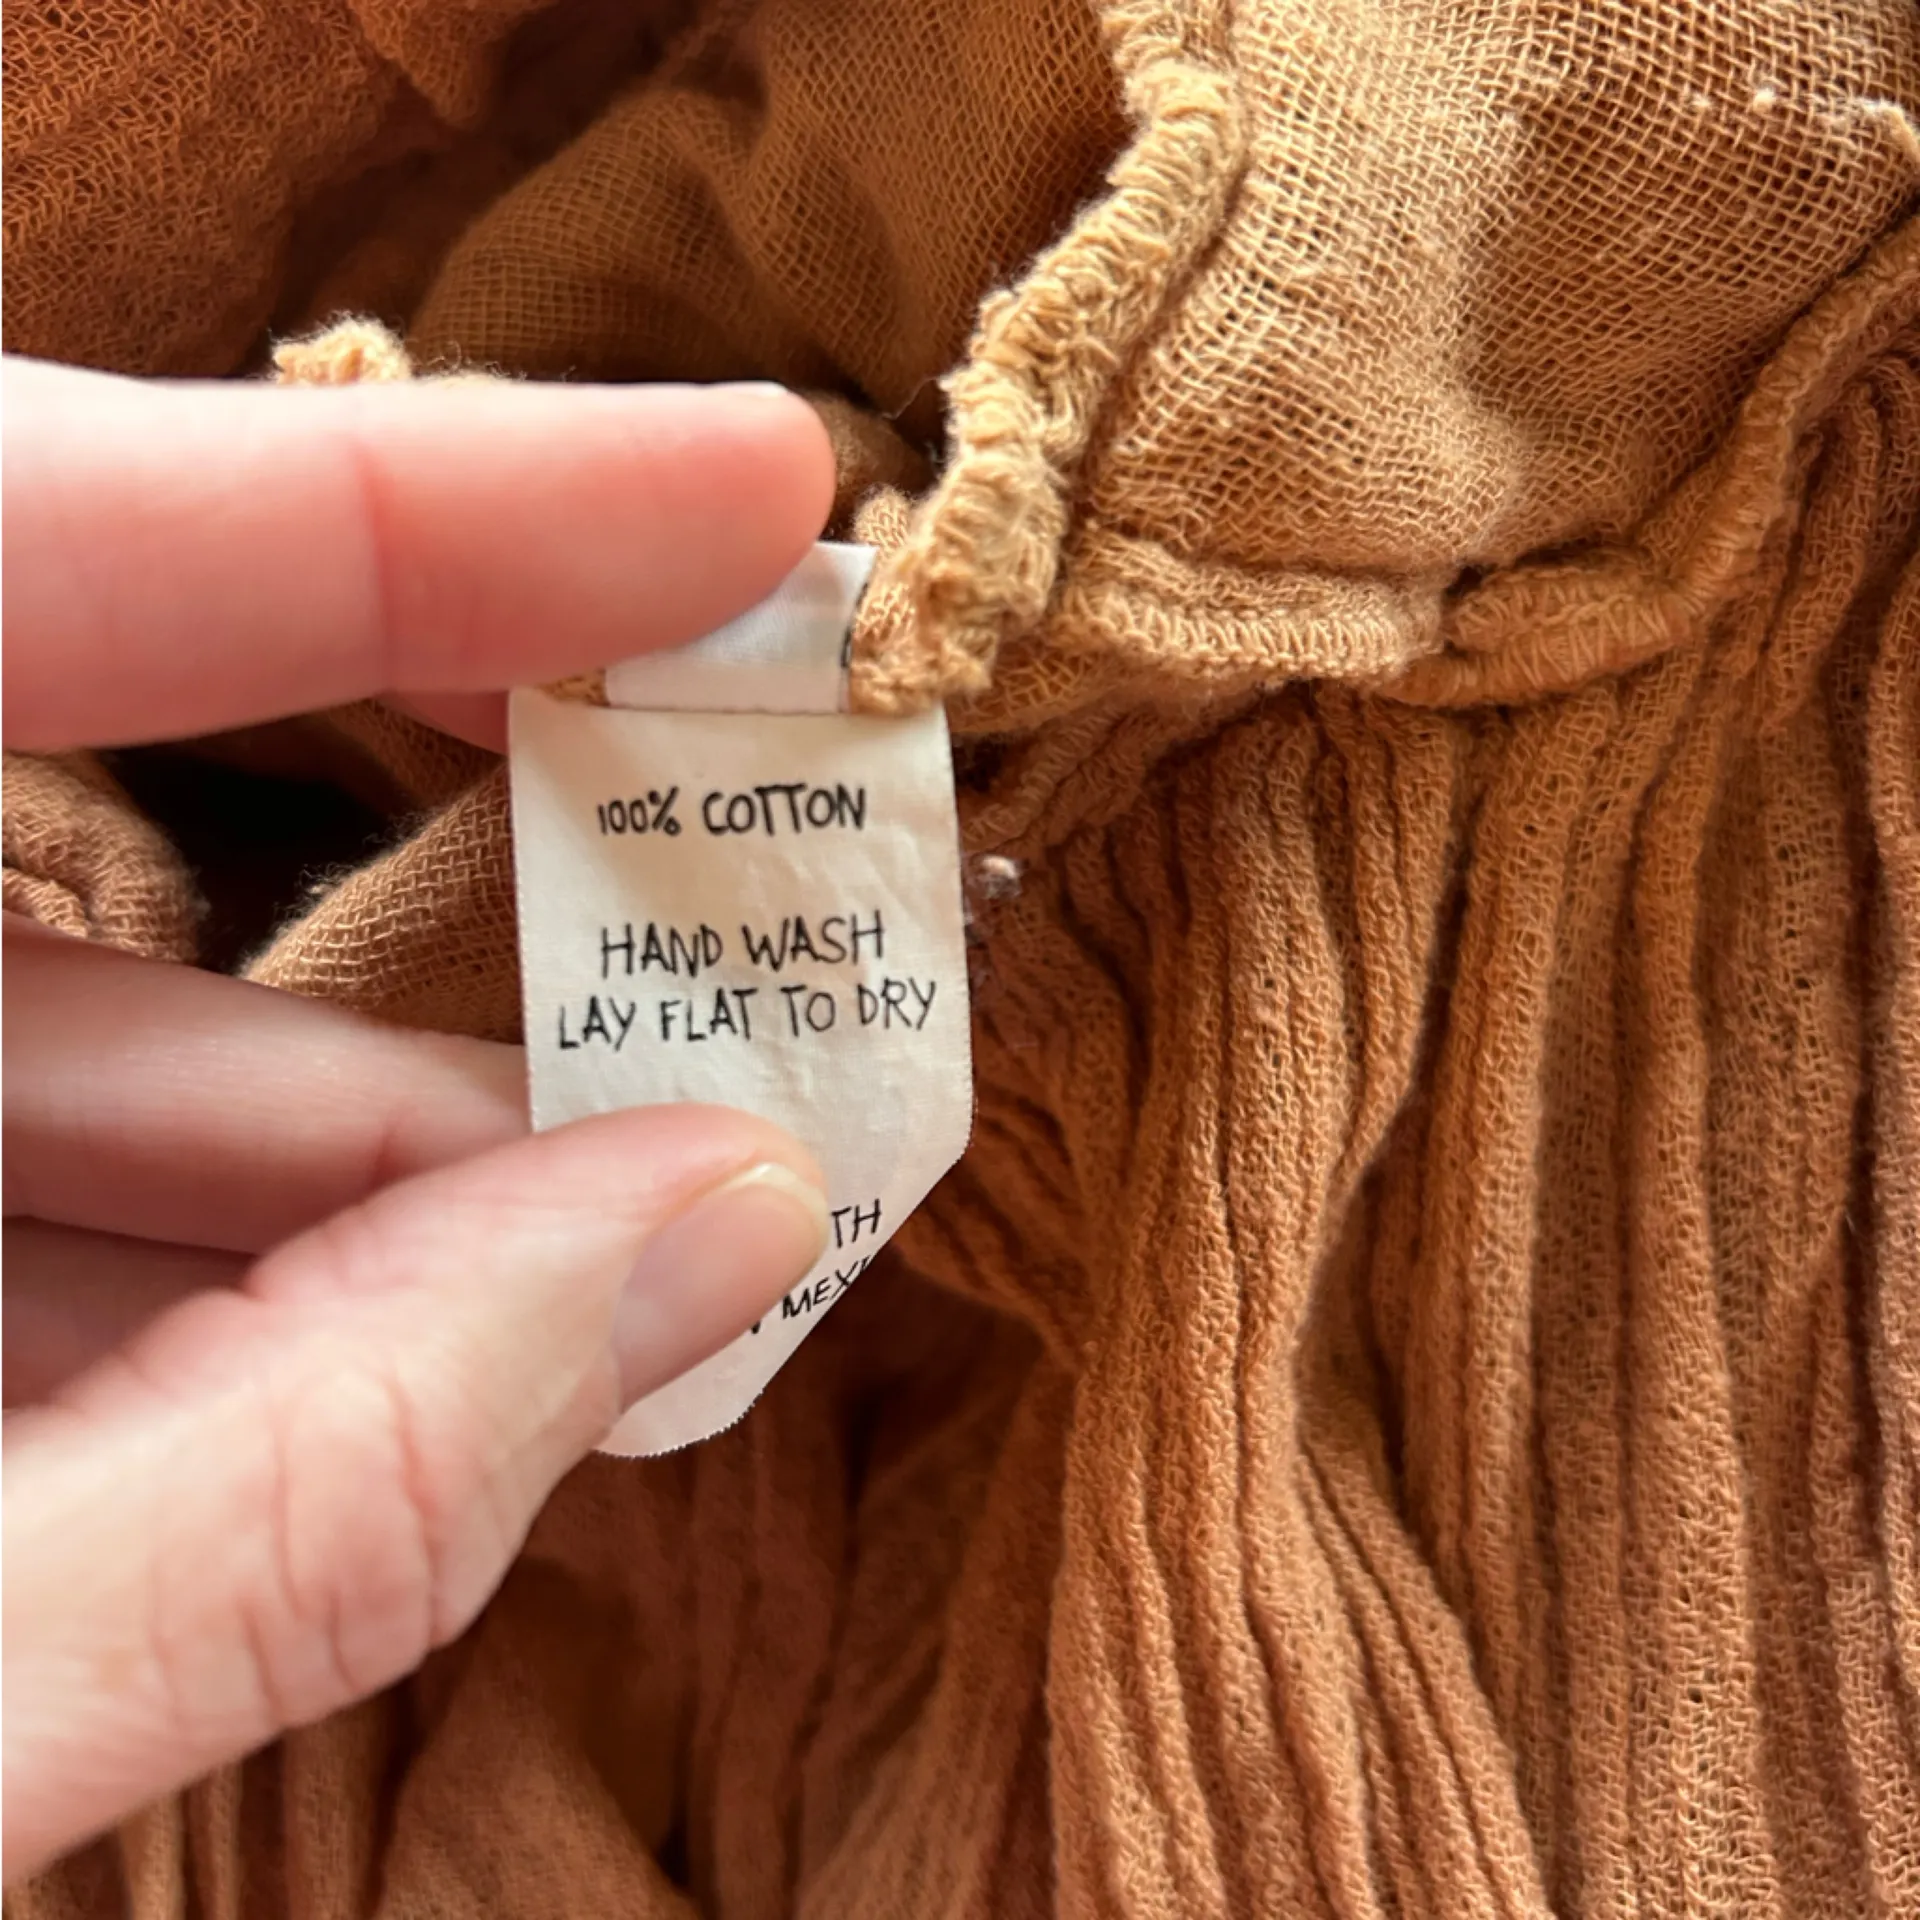 100% COTTON
HAND WASH
LAY FLAT TO DRY